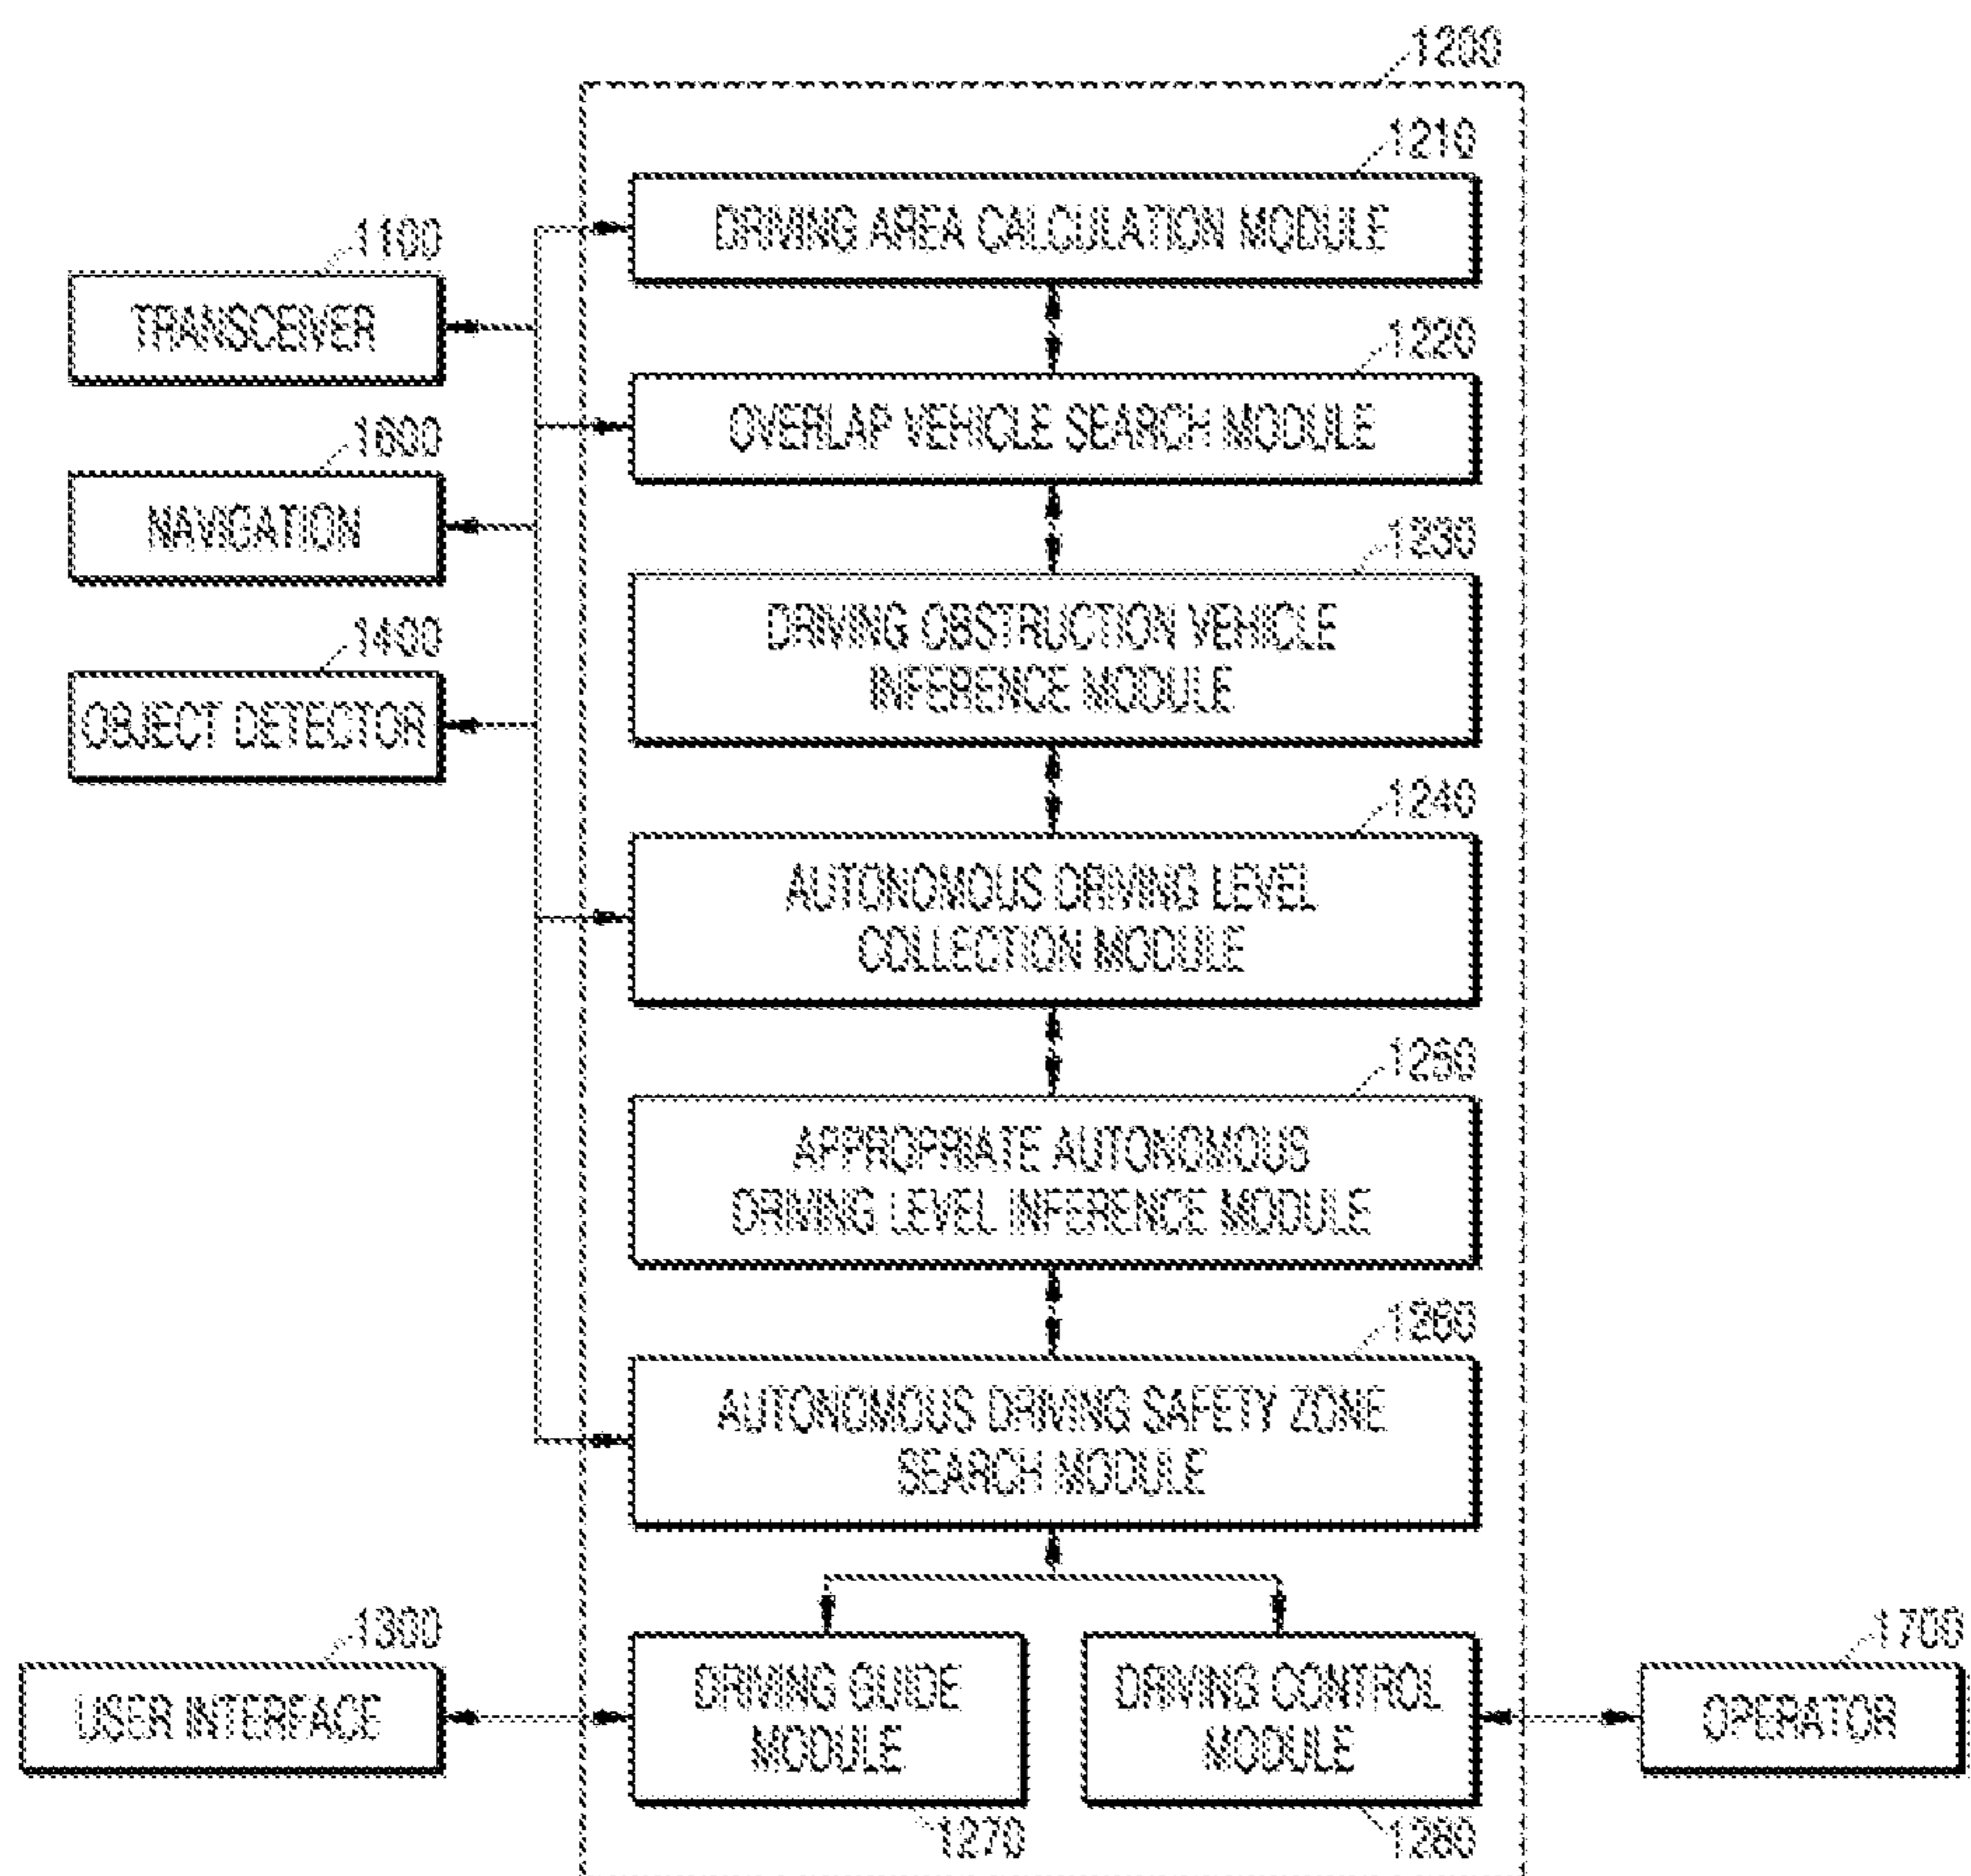 1200
1210
DRIVING AREA CALCULATION MODULE
1100
TRANSCEIVER
1220
OVERLAP VEHICLE SEARCH MODULE
1600
NAVIGATION
1230
DRIVING OBSTRUCTION VEHICLE
INFERENCE MODULE
1400
OBJECT DETECTOR
1240
AUTONOMOUS DRIVING LEVEL
COLLECTION MODULE
1250
APPROPRIATE AUTONOMOUS
DRIVING LEVEL INFERENCE MODULE
1260
AUTONOMOUS DRIVING SAFETY ZONE
SEARCH MODULE
1300
USER INTERFACE
DRIVING GUIDE
MODULE
1270
DRIVING CONTROL
MODULE
1280
1700
OPERATOR